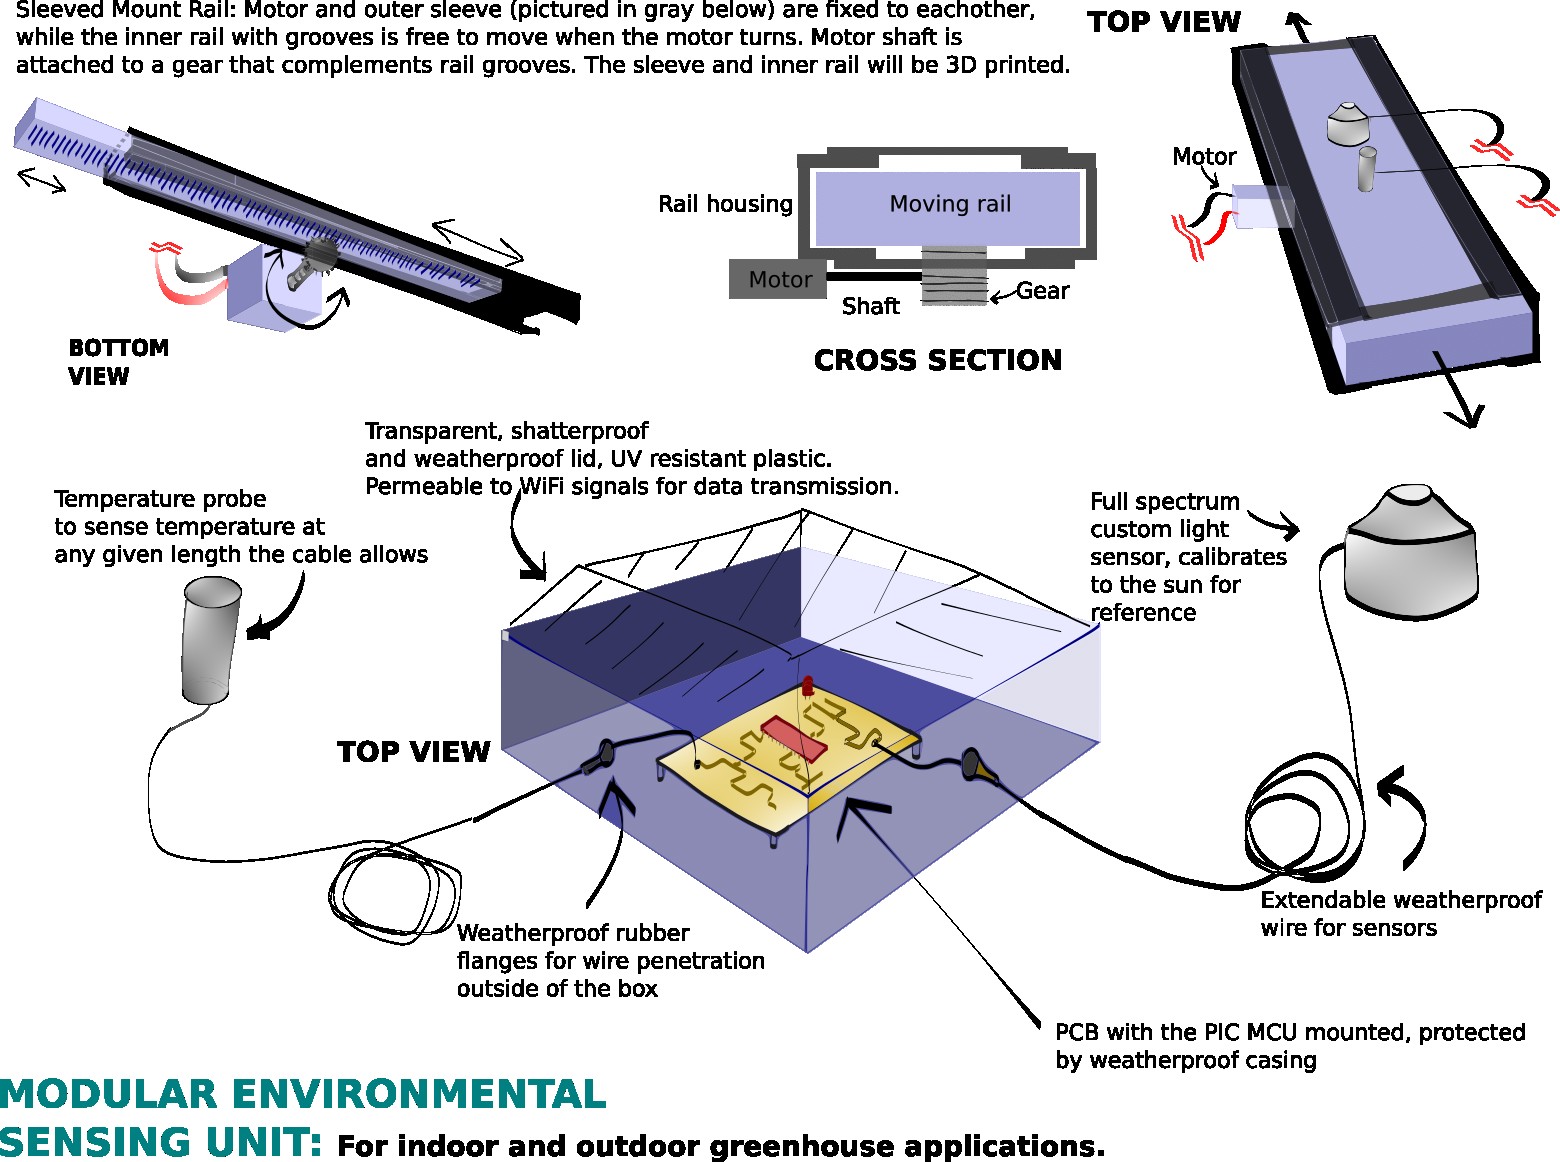 Sleeved Mount Rail: Motor and outer sleeve (pictured in gray below) are fixed to eachother,
while the inner rail with grooves is free to move when the motor turns. Motor shaft is
attached to a gear that complements rail grooves. The sleeve and inner rail will be 3D printed.
TOP VIEW
Motor
Rail housing
Moving rail
Motor
Shaft
Gear
CROSS SECTION
BOTTOM
VIEW
Transparent, shatterproof
and weatherproof lid, UV resistant plastic.
Permeable to WiFi signals for data transmission.
Temperature probe
to sense temperature at
any given length the cable allows
Full spectrum
custom light
sensor, calibrates
to the sun for
reference
TOP VIEW
Extendable weatherproof
wire for sensors
Weatherproof rubber
flanges for wire penetration
outside of the box
PCB with the PIC MCU mounted, protected
by weatherproof casing
MODULAR ENVIRONMENTAL
SENSING UNIT: For indoor and outdoor greenhouse applications.